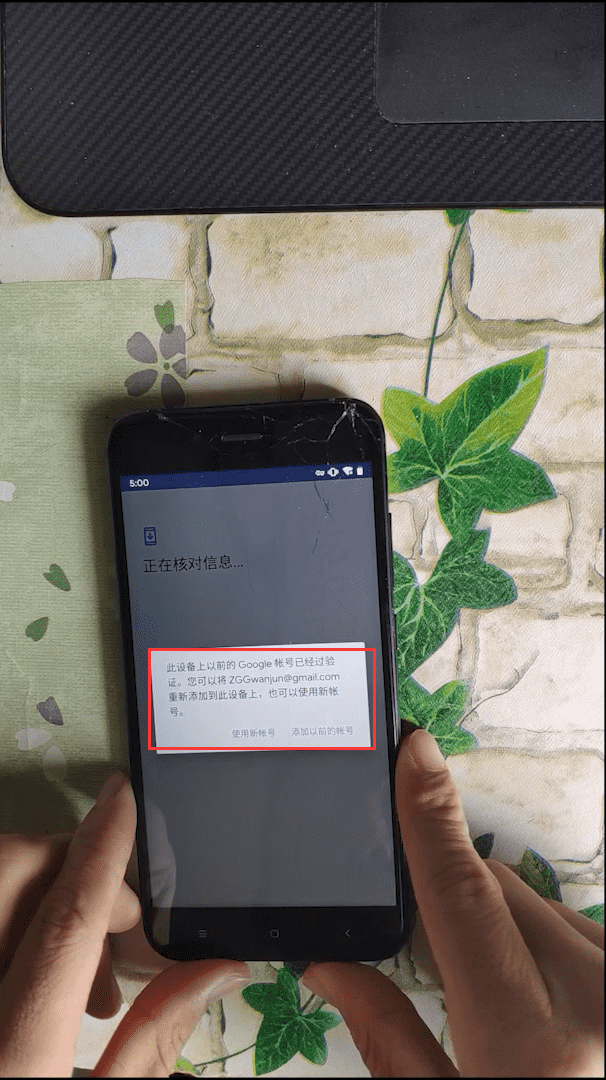 5:00
正在核对信息...
此设备上以前的 Google 帐号已经过验
证。您可以将 ZGGwanjun@gmail.com
重新添加到此设备上，也可以使用新帐
号。
使用新帐号 添加以前的帐号